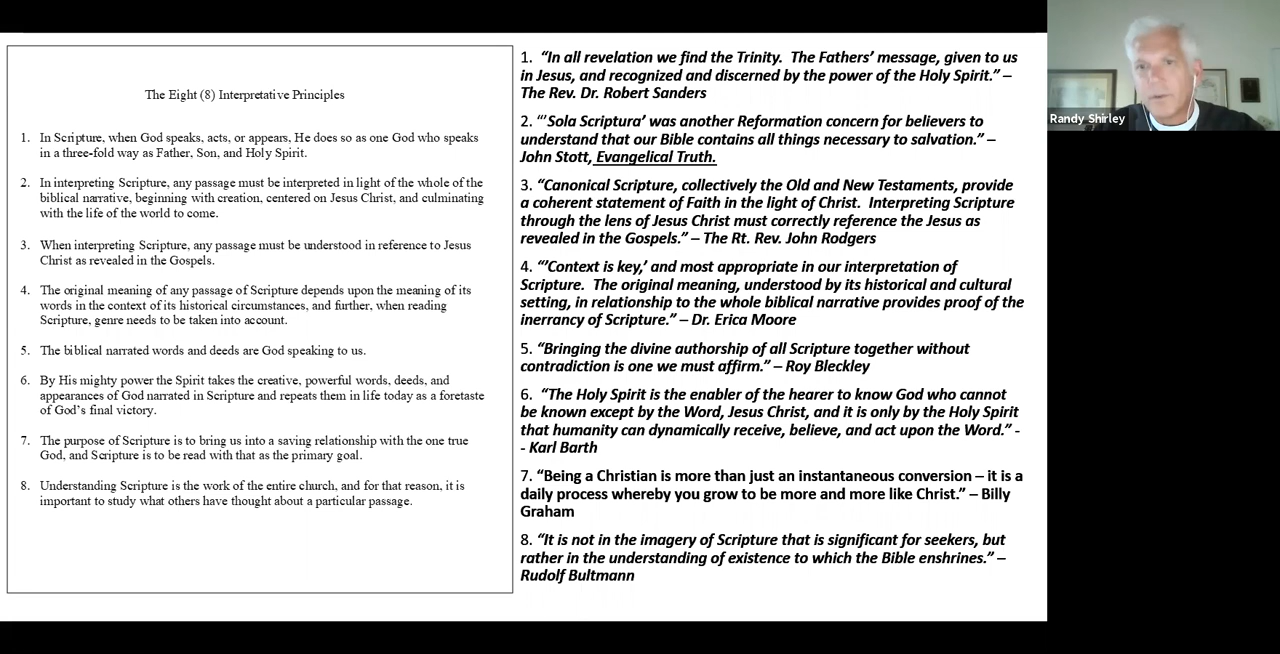 The Eight (8) Interpretative Principles
1. In Scripture, when God speaks, acts, or appears, He does so as one God who speaks
in a three-fold way as Father, Son, and Holy Spirit.
2. In interpreting Scripture, any passage must be interpreted in light of the whole of the
biblical narrative, beginning with creation, centered on Jesus Christ, and culminating
with the life of the world to come.
3. When interpreting Scripture, any passage must be understood in reference to Jesus
Christ as revealed in the Gospels.
4. The original meaning of any passage of Scripture depends upon the meaning of its
words in the context of its historical circumstances, and further, when reading
Scripture, genre needs to be taken into account.
5. The biblical narrated words and deeds are God speaking to us.
6. By His mighty power the Spirit takes the creative, powerful words, deeds, and
appearances of God narrated in Scripture and repeats them in life today as a foretaste
of God's final victory.
7. The purpose of Scripture is to bring us into a saving relationship with the one true
God, and Scripture is to be read with that as the primary goal.
8. Understanding Scripture is the work of the entire church, and for that reason, it is
important to study what others have thought about a particular passage.
1. “In all revelation we find the Trinity. The Fathers’ message, given to us
in Jesus, and recognized and discerned by the power of the Holy Spirit.” –
The Rev. Dr. Robert Sanders
2. “‘Sola Scriptura’ was another Reformation concern for believers to
understand that our Bible contains all things necessary to salvation.” –
John Stott, Evangelical Truth.
3. “Canonical Scripture, collectively the Old and New Testaments, provide
a coherent statement of Faith in the light of Christ. Interpreting Scripture
through the lens of Jesus Christ must correctly reference the Jesus as
revealed in the Gospels.” – The Rt. Rev. John Rodgers
4. “‘Context is key,’ and most appropriate in our interpretation of
Scripture. The original meaning, understood by its historical and cultural
setting, in relationship to the whole biblical narrative provides proof of the
inerrancy of Scripture.” – Dr. Erica Moore
5. “Bringing the divine authorship of all Scripture together without
contradiction is one we must affirm.” – Roy Bleckley
6. “The Holy Spirit is the enabler of the hearer to know God who cannot
be known except by the Word, Jesus Christ, and it is only by the Holy Spirit
that humanity can dynamically receive, believe, and act upon the Word.” -
- Karl Barth
7. “Being a Christian is more than just an instantaneous conversion – it is a
daily process whereby you grow to be more and more like Christ.” – Billy
Graham
8. “It is not in the imagery of Scripture that is significant for seekers, but
rather in the understanding of existence to which the Bible enshrines.” –
Rudolf Bultmann
Randy Shirley